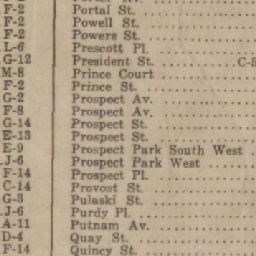 F-2 Portal St. ..........
F-2 Powell St. ..........
F-2 Powers St. ..........
L-6 Prescott Pl. ..........
G-12 President St. .......... C-5
M-8 Prince Court ..........
F-2 Prince St. ..........
G-2 Prospect Av. ..........
F-8 Prospect Av. ..........
G-14 Prospect St. ..........
E-13 Prospect St. ..........
E-9 Prospect Park South West ..
J-6 Prospect Park West ..........
F-14 Prospect Pl. ..........
C-14 Provost St. ..........
G-3 Pulaski St. ..........
J-6 Purdy Pl. ..........
A-11 Putnam Av. ..........
D-4 Quay St. ..........
F-14 Quincy St. ..........